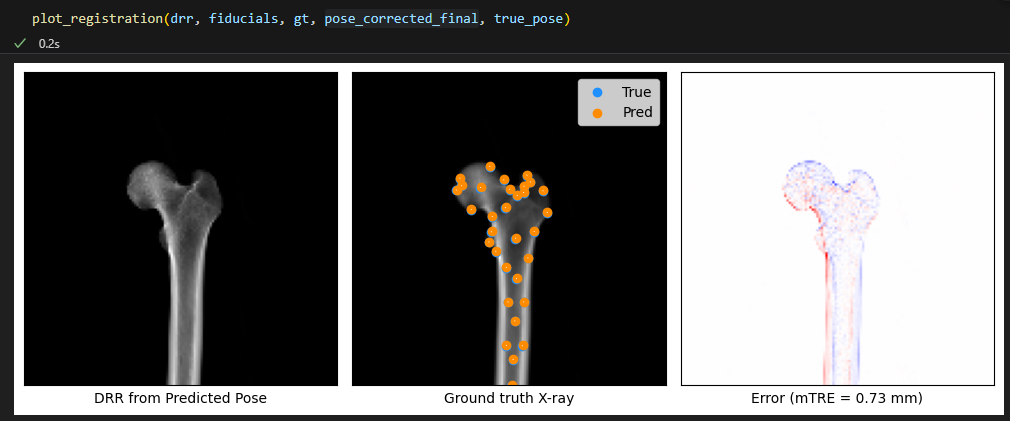 plot_registration(drr, fiducials, gt, pose_corrected_final, true_pose)
0.2s
True
Pred
DRR from Predicted Pose
Ground truth X-ray
Error (mTRE = 0.73 mm)